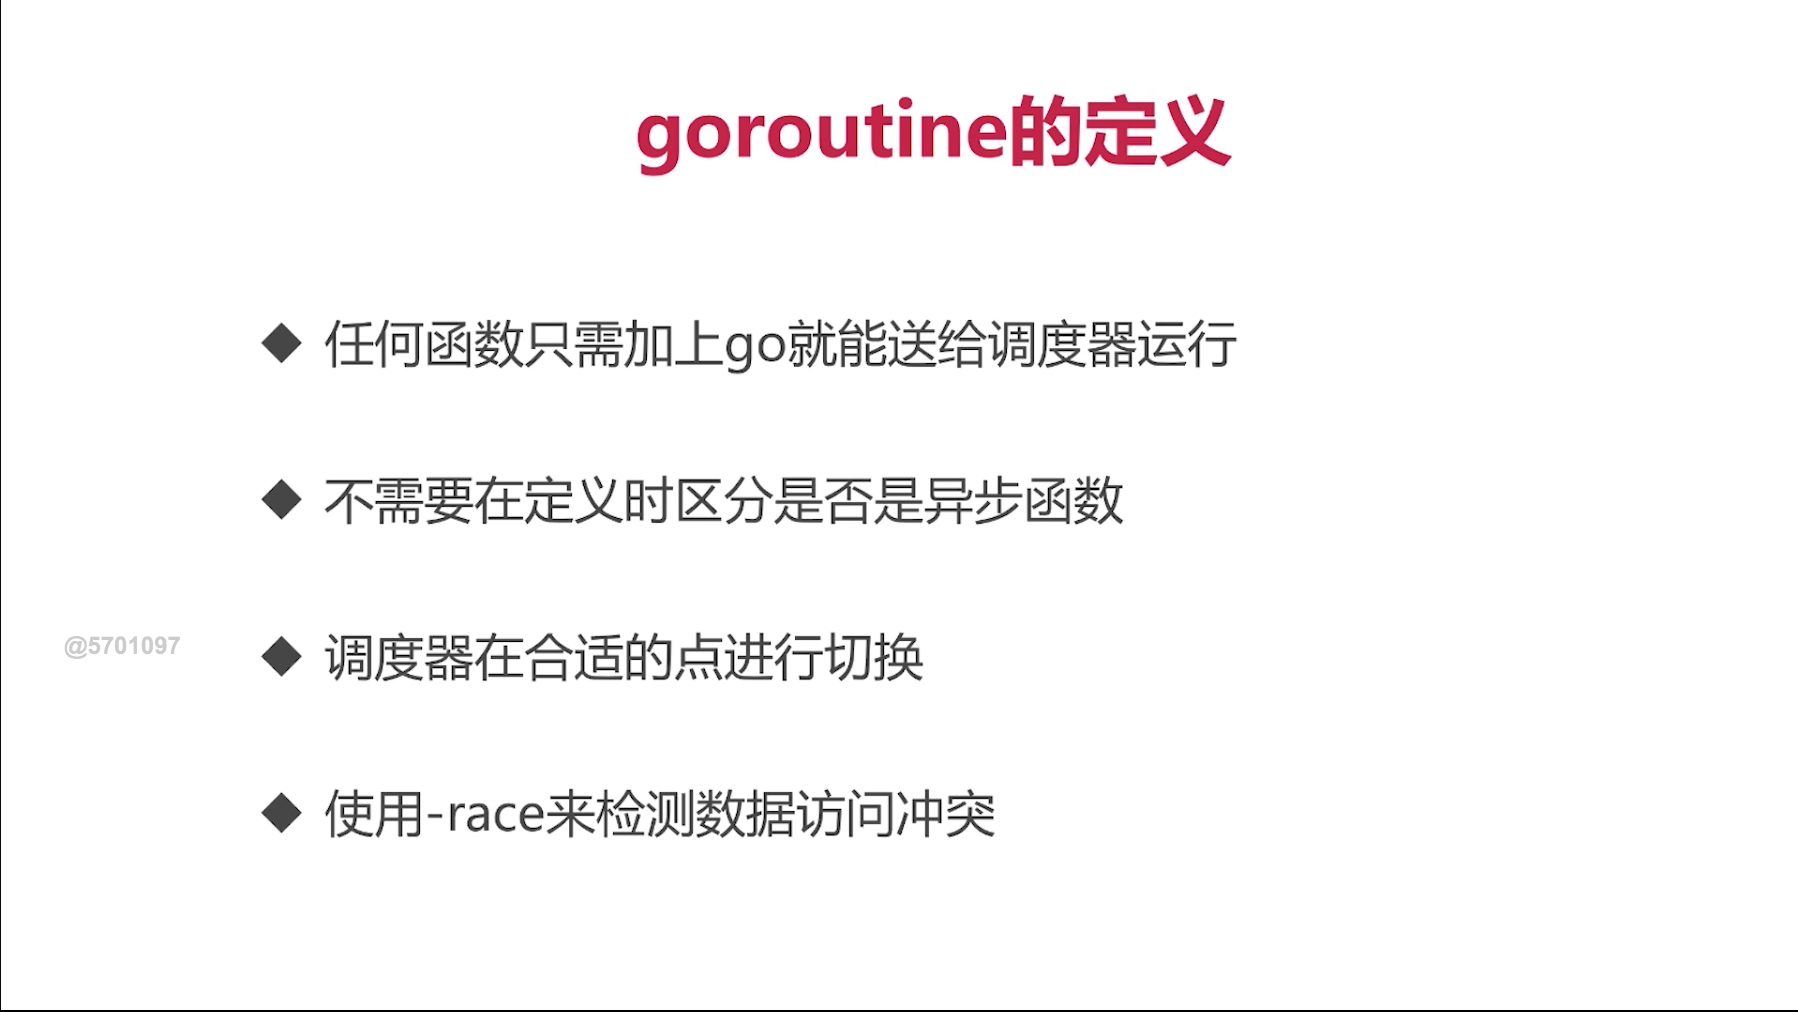 goroutine的定义
◆ 任何函数只需加上go就能送给调度器运行
◆ 不需要在定义时区分是否是异步函数
◆ 调度器在合适的点进行切换
@5701097
◆ 使用-race来检测数据访问冲突